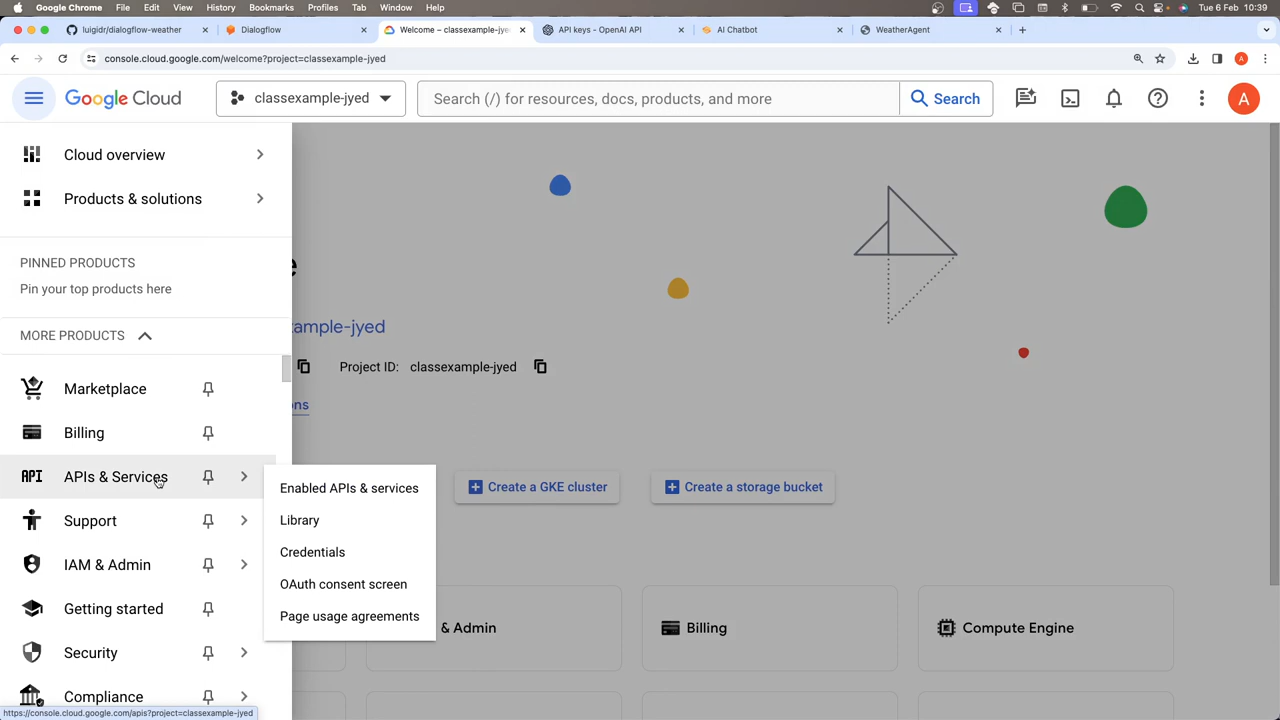 Google Chrome File Edit View History Bookmarks Profiles Tab Window Help Tue 6 Feb 10:39
luigidr/dialogflow-weather Dialogflow Welcome – classexample-jye API keys - OpenAI API AI Chatbot WeatherAgent
console.cloud.google.com/welcome?project=classexample-jyed A
Google Cloud classexample-jyed Search (/) for resources, docs, products, and more Search A
Cloud overview
Products & solutions
PINNED PRODUCTS
Pin your top products here
MORE PRODUCTS
ample-jyed
Project ID: classexample-jyed
ons
Marketplace
Billing
API APIs & Services
Support
IAM & Admin
Getting started
Security
Compliance
Enabled APIs & services
Library
Credentials
OAuth consent screen
Page usage agreements
Create a GKE cluster Create a storage bucket
& Admin Billing Compute Engine
https://console.cloud.google.com/apis?project=classexample-jyed